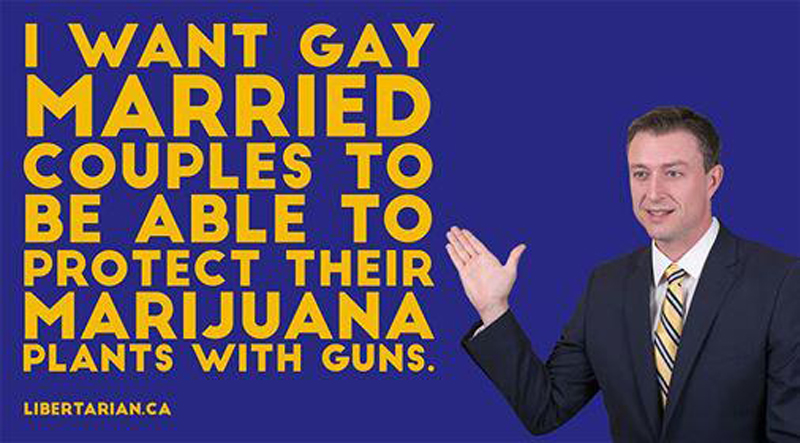 I WANT GAY
MARRIED
COUPLES TO
BE ABLE TO
PROTECT THEIR
MARIJUANA
PLANTS WITH GUNS.
LIBERTARIAN.CA